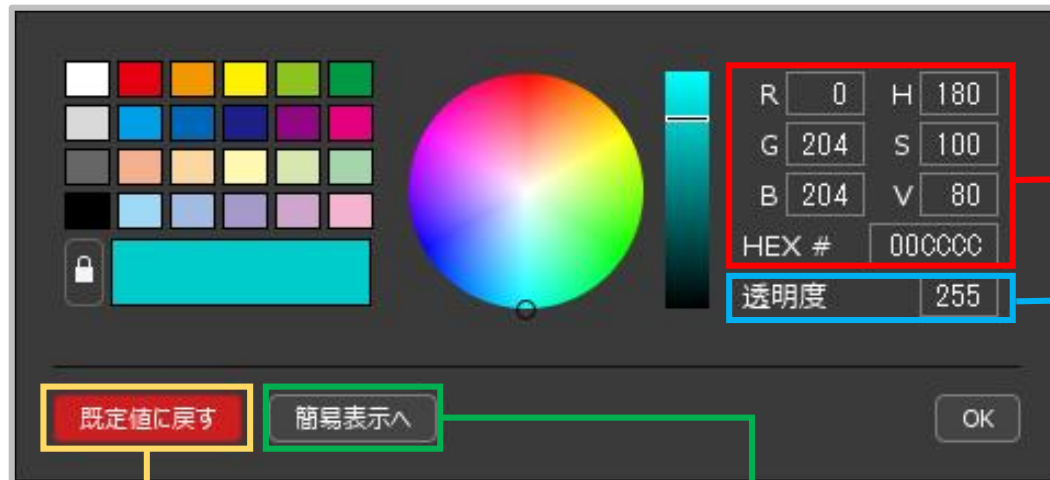 R 0 H 180
G 204 S 100
B 204 V 80
HEX # 00CCCC
透明度 255
既定値に戻す 簡易表示へ OK